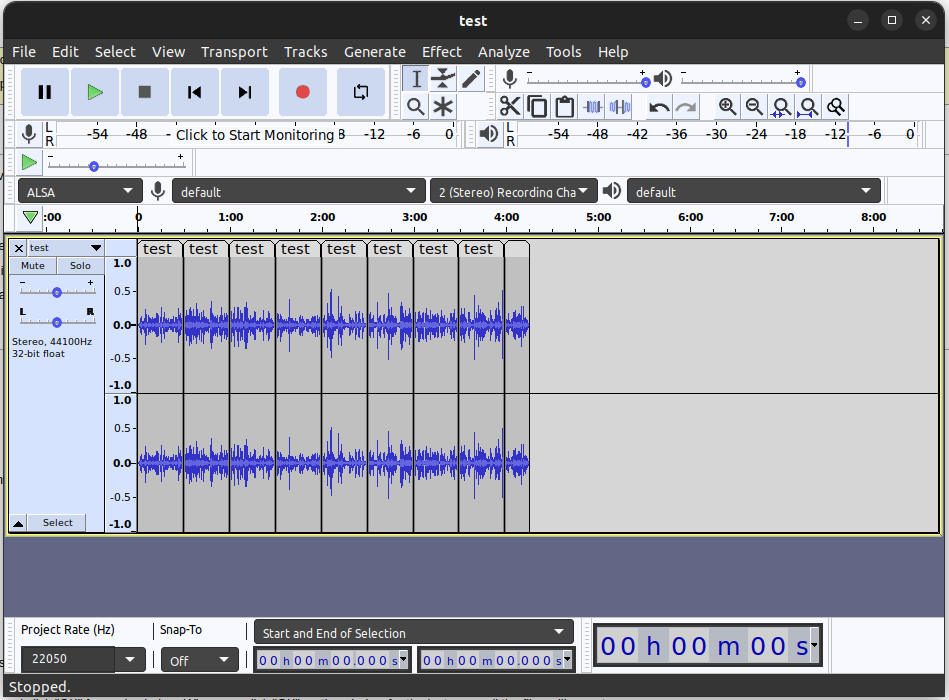 test
File Edit Select View Transport Tracks Generate Effect Analyze Tools Help
L
R
-54 -48 - Click to Start Monitoring 8 -12 -6 0
L
R
-54 -48 -42 -36 -30 -24 -18 -12 -6 0
ALSA
default
2 (Stereo) Recording Cha
default
:00 0 1:00 2:00 3:00 4:00 5:00 6:00 7:00 8:00
test
Mute Solo
- +
L R
Stereo, 44100Hz
32-bit float
Select
test test test test test test test test
1.0
0.5
0.0
-0.5
-1.0
1.0
0.5
0.0
-0.5
-1.0
Project Rate (Hz)
22050
Snap-To
Off
Start and End of Selection
00 h 00 m 00.000 s
00 h 00 m 00.000 s
00 h 00 m 00 s
Stopped.